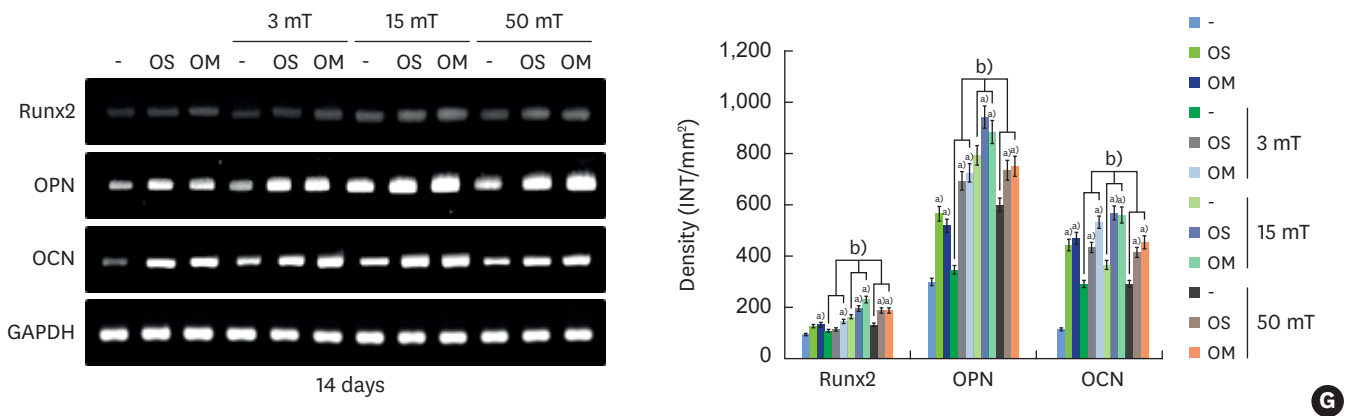 3 mT 15 mT 50 mT
- OS OM - OS OM - OS OM - OS OM
Runx2
OPN
OCN
GAPDH
14 days
Density (INT/mm²)
1,200
1,000
800
600
400
200
0
b)
a) a) a) a) a) a) a) a)
Runx2
b)
a) a) a) a) a) a) a) a) a)
OPN
b)
a) a) a) a) a) a) a) a) a)
OCN
-
OS
OM
-
OS
OM
3 mT
-
OS
OM
15 mT
-
OS
OM
50 mT
G